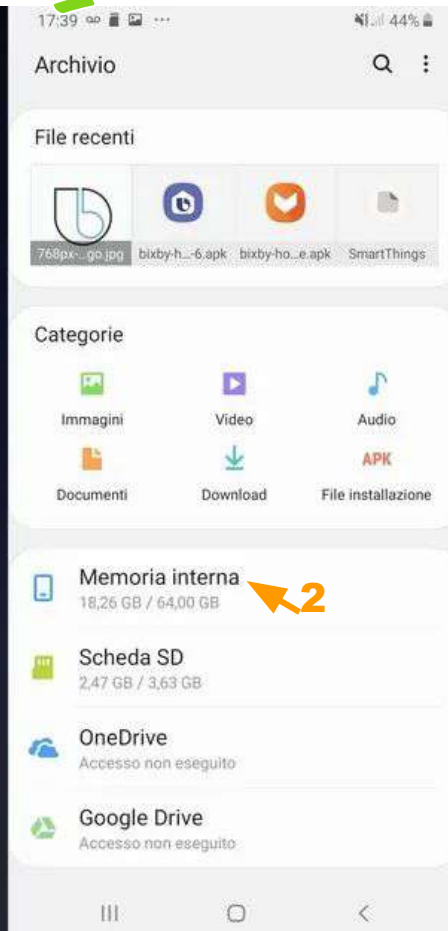 17:39 44%
Archivio
File recenti
768px-...go.jpg bixby-h...-6.apk bixby-ho...e.apk SmartThings
Categorie
Immagini Video Audio
APK
Documenti Download File installazione
Memoria interna
18,26 GB / 64,00 GB
2
Scheda SD
2,47 GB / 3,63 GB
OneDrive
Accesso non eseguito
Google Drive
Accesso non eseguito